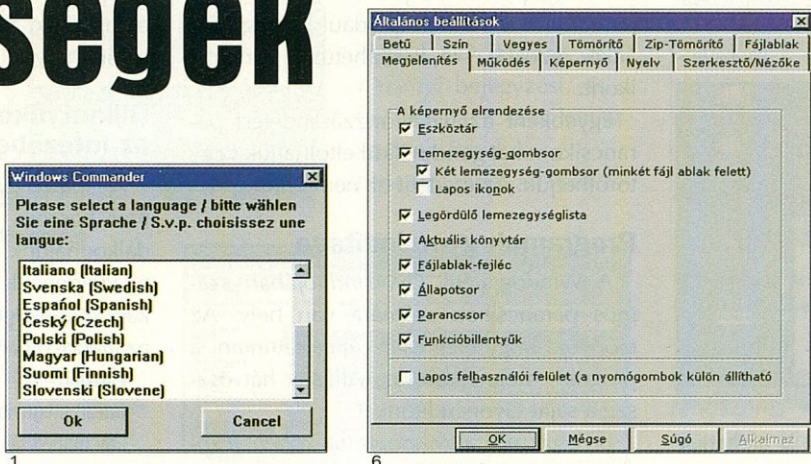 ségek
Windows Commander
Please select a language / bitte wählen
Sie eine Sprache / S.v.p. choisissez une
langue:
Italiano (Italian)
Svenska (Swedish)
Español (Spanish)
Český (Czech)
Polski (Polish)
Magyar (Hungarian)
Suomi (Finnish)
Slovenski (Slovene)
Ok
Cancel
1
Általános beállítások
Betű Szín Vegyes Tömörítő Zip-Tömörítő Fájlablak
Megjelenítés Működés Képernyő Nyelv Szerkesztő/Nézőke
A képernyő elrendezése
Eszköztár
Lemezegység-gombsor
Két lemezegység-gombsor (minkét fájl ablak felett)
Lapos ikonok
Legördülő lemezegységlista
Aktuális könyvtár
Fájlablak-fejléc
Állapotsor
Parancssor
Funkcióbillentyűk
Lapos felhasználói felület (a nyomógombok külön állítható
OK Mégse Súgó Alkalmaz
6